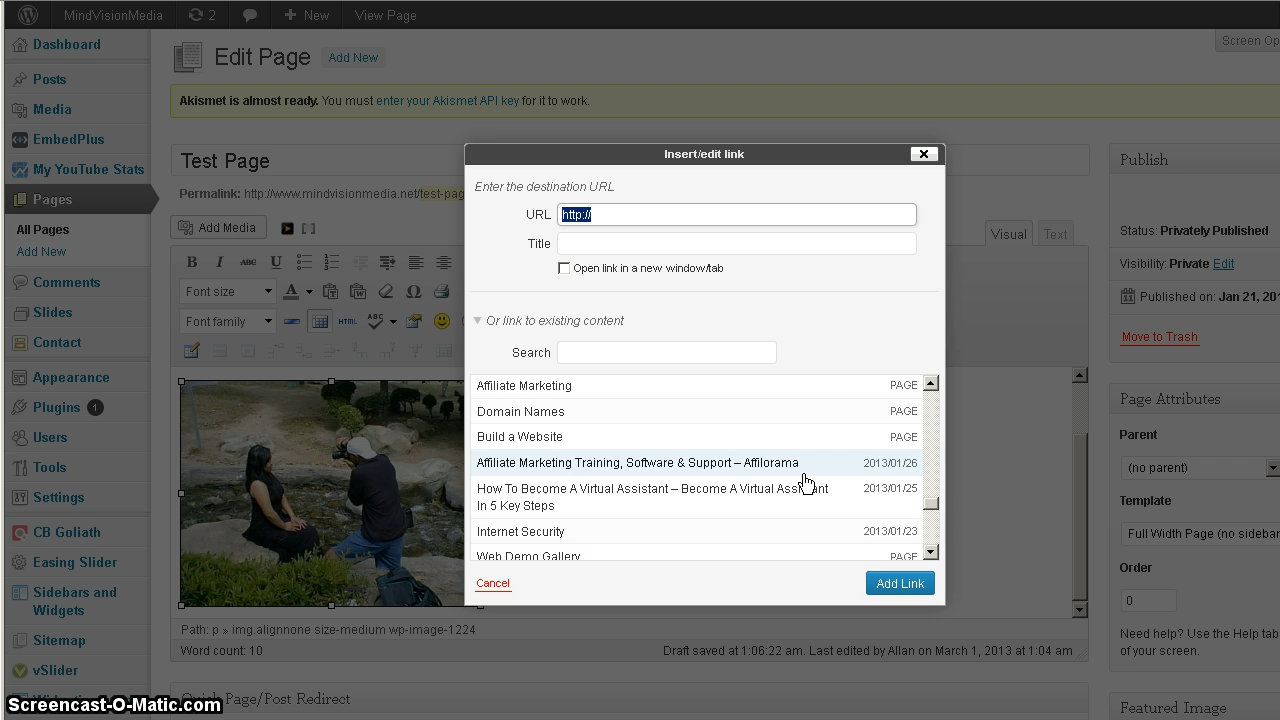 MindVisionMedia 2 New View Page
Dashboard
Posts
Media
EmbedPlus
My YouTube Stats
Pages
All Pages
Add New
Comments
Slides
Contact
Appearance
Plugins 1
Users
Tools
Settings
CB Goliath
Easing Slider
Sidebars and
Widgets
Sitemap
vSlider
Edit Page Add New
Screen Op
Akismet is almost ready. You must enter your Akismet API key for it to work.
Test Page
Permalink: http://www.mindvisionmedia.net/test-pag
Add Media
Visual Text
B I ABC U
Font size A Ω
Font family HTML ABC
Insert/edit link
Enter the destination URL
URL http://
Title
Open link in a new window/tab
Or link to existing content
Search
Affiliate Marketing PAGE
Domain Names PAGE
Build a Website PAGE
Affiliate Marketing Training, Software & Support – Affilorama 2013/01/26
How To Become A Virtual Assistant – Become A Virtual Assistant 2013/01/25
In 5 Key Steps
Internet Security 2013/01/23
Web Demo Gallery PAGE
Cancel Add Link
Path: p » img.alignnone size-medium wp-image-1224
Word count: 10 Draft saved at 1:06:22 am. Last edited by Allan on March 1, 2013 at 1:04 am
Quick Page/Post Redirect
Publish
Status: Privately Published
Visibility: Private Edit
Published on: Jan 21, 201
Move to Trash
Page Attributes
Parent
(no parent)
Template
Full Width Page (no sidebar
Order
0
Need help? Use the Help tab
of your screen.
Featured Image
Screencast-O-Matic.com